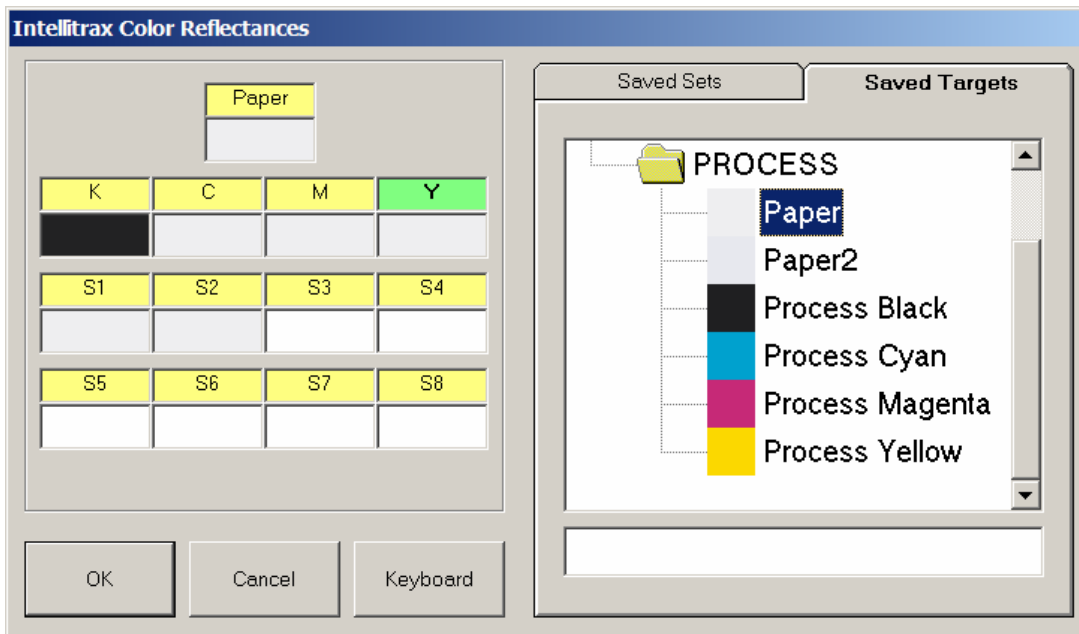 Intellitrax Color Reflectances
Paper
K C M Y
S1 S2 S3 S4
S5 S6 S7 S8
OK Cancel Keyboard
Saved Sets Saved Targets
PROCESS
Paper
Paper2
Process Black
Process Cyan
Process Magenta
Process Yellow